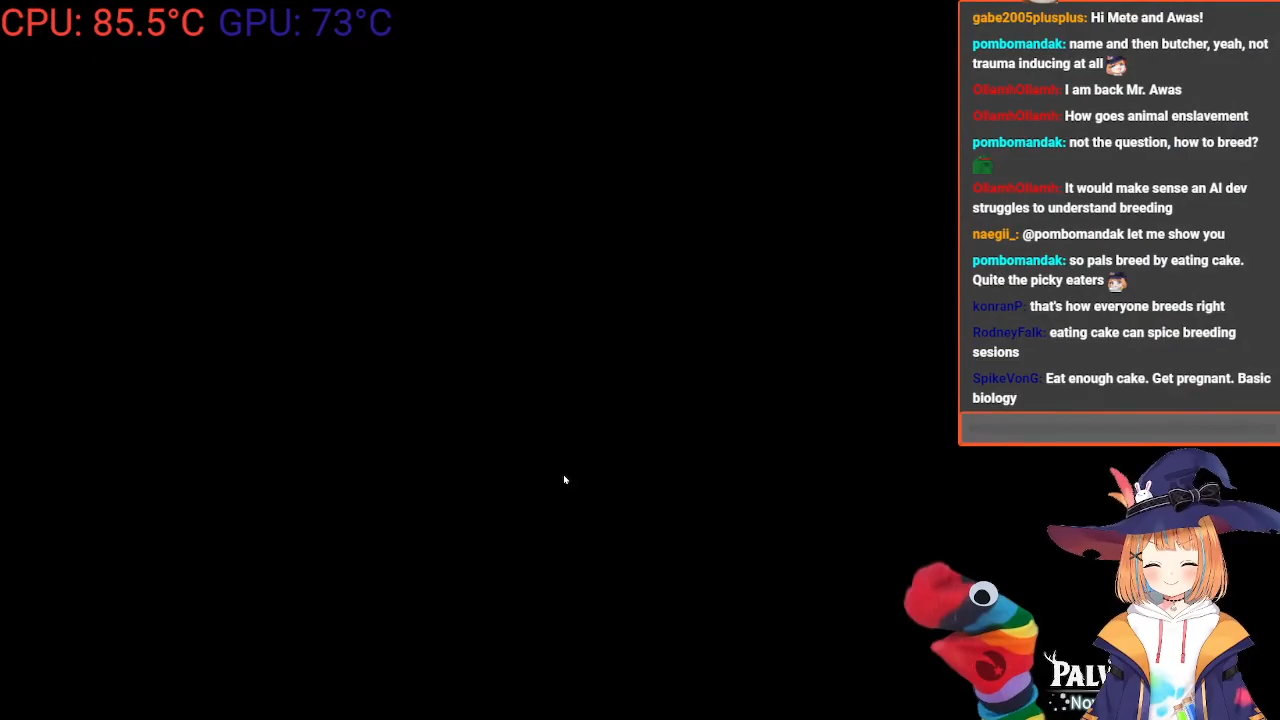 CPU: 85.5°C GPU: 73°C
gabe2005plusplus: Hi Mete and Awas!
pombomandak: name and then butcher, yeah, not
trauma inducing at all
OllamhOllamh: I am back Mr. Awas
OllamhOllamh: How goes animal enslavement
pombomandak: not the question, how to breed?
OllamhOllamh: It would make sense an AI dev
struggles to understand breeding
naegii_: @pombomandak let me show you
pombomandak: so pals breed by eating cake.
Quite the picky eaters
konranP: that's how everyone breeds right
RodneyFalk: eating cake can spice breeding
sesions
SpikeVonG: Eat enough cake. Get pregnant. Basic
biology